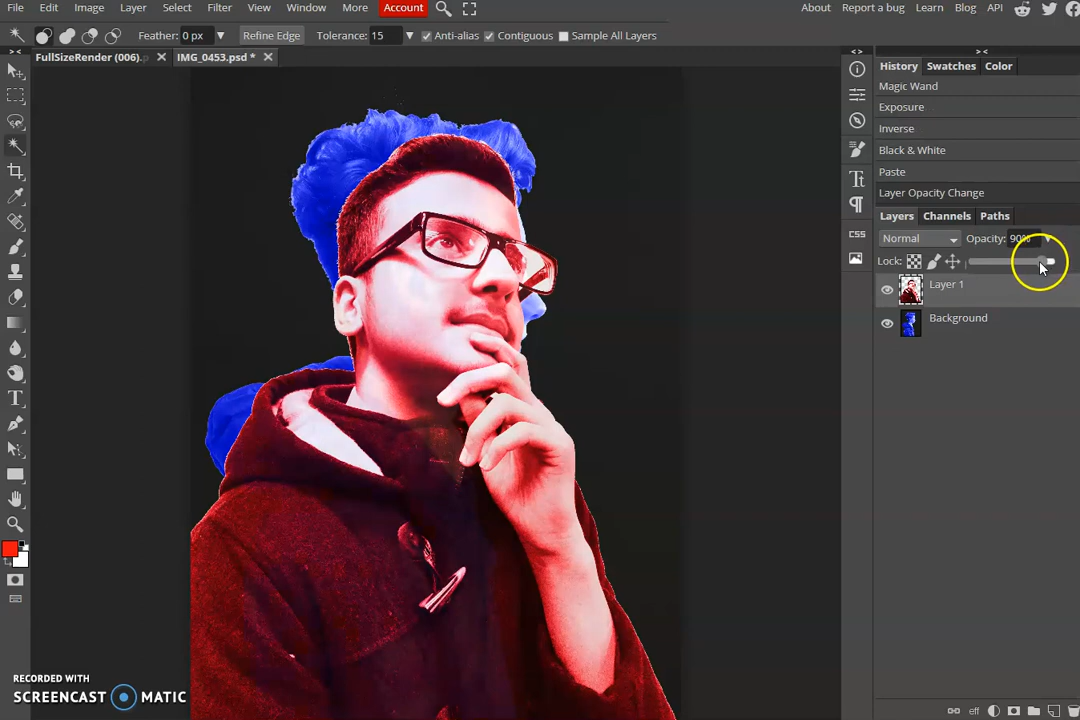 File Edit Image Layer Select Filter View Window More Account About Report a bug Learn Blog API
Feather: 0 px Refine Edge Tolerance: 15 Anti-alias Contiguous Sample All Layers
FullSizeRender (006).p IMG_0453.psd *
History Swatches Color
Magic Wand
Exposure
Inverse
Black & White
Paste
Layer Opacity Change
Layers Channels Paths
Normal Opacity: 90%
Lock:
Layer 1
Background
CSS
RECORDED WITH
SCREENCAST MATIC
eff